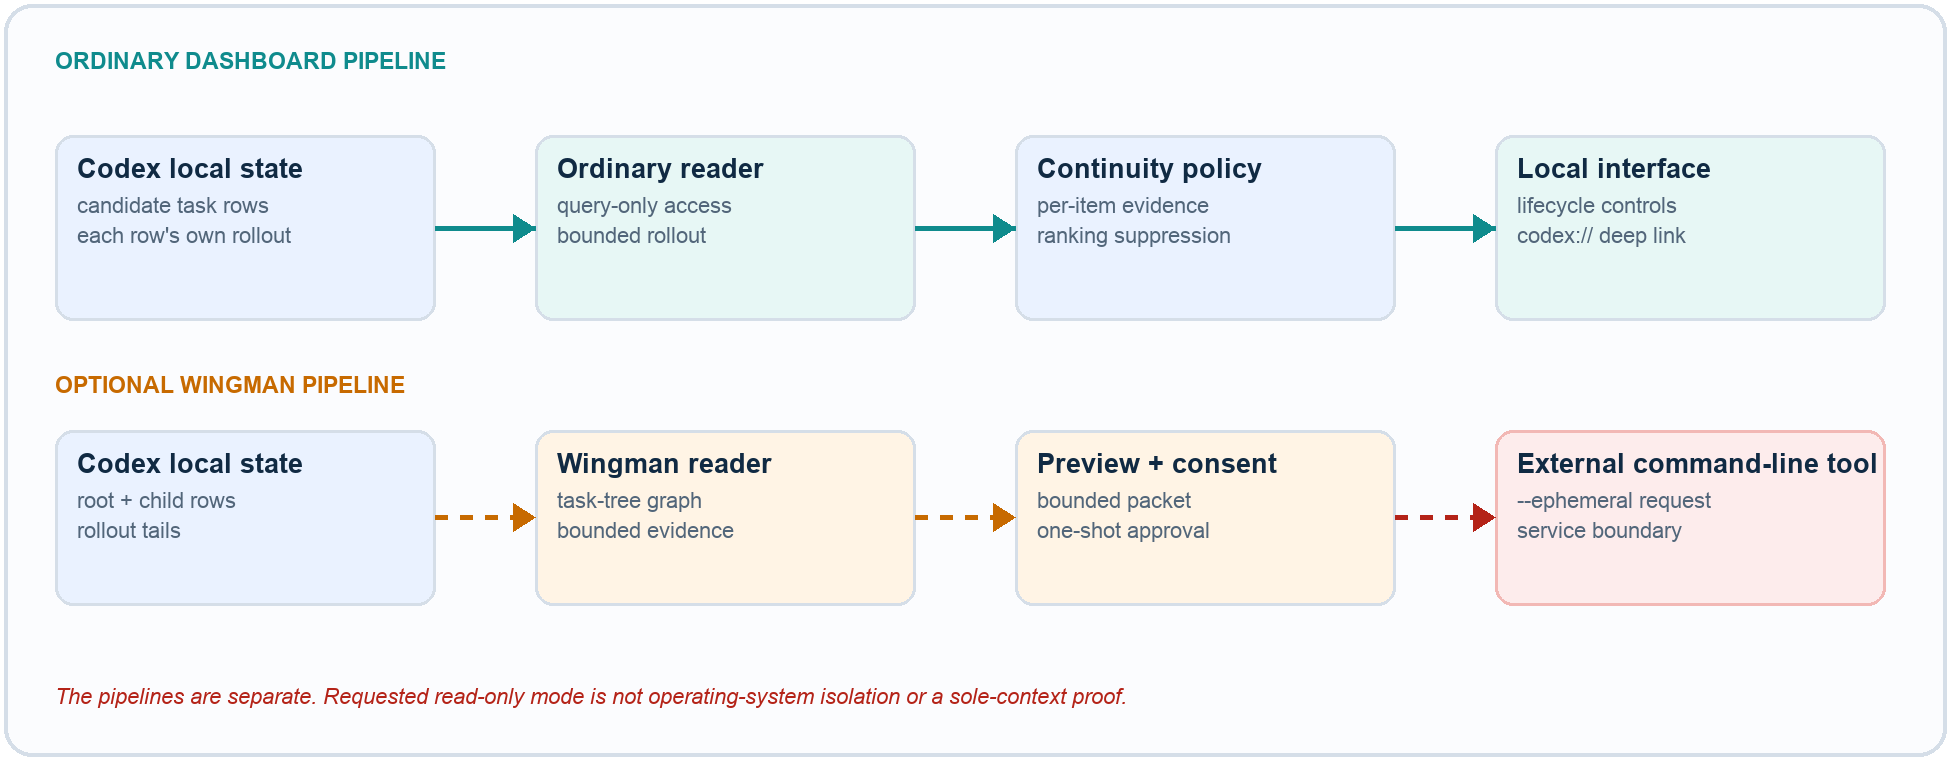 ORDINARY DASHBOARD PIPELINE
Codex local state
candidate task rows
each row's own rollout
Ordinary reader
query-only access
bounded rollout
Continuity policy
per-item evidence
ranking suppression
Local interface
lifecycle controls
codex:// deep link
OPTIONAL WINGMAN PIPELINE
Codex local state
root + child rows
rollout tails
Wingman reader
task-tree graph
bounded evidence
Preview + consent
bounded packet
one-shot approval
External command-line tool
--ephemeral request
service boundary
The pipelines are separate. Requested read-only mode is not operating-system isolation or a sole-context proof.